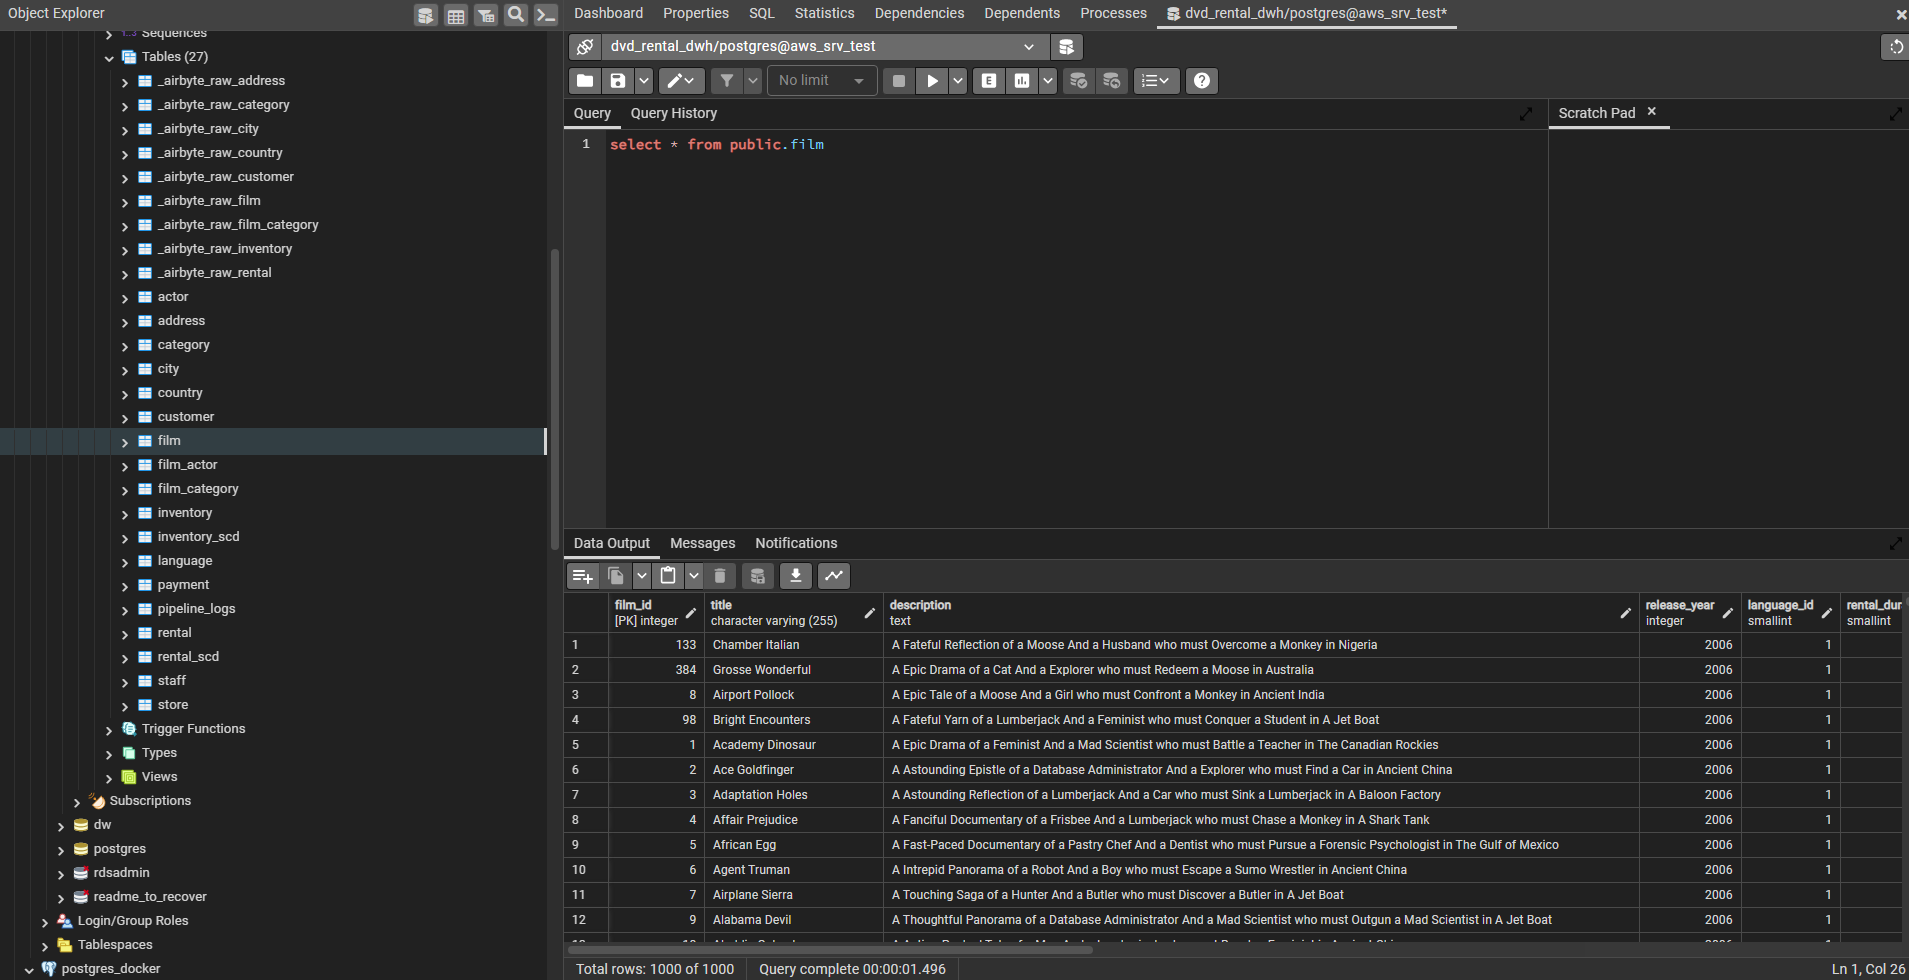 Object Explorer
Sequences
Tables (27)
_airbyte_raw_address
_airbyte_raw_category
_airbyte_raw_city
_airbyte_raw_country
_airbyte_raw_customer
_airbyte_raw_film
_airbyte_raw_film_category
_airbyte_raw_inventory
_airbyte_raw_rental
actor
address
category
city
country
customer
film
film_actor
film_category
inventory
inventory_scd
language
payment
pipeline_logs
rental
rental_scd
staff
store
Trigger Functions
Types
Views
Subscriptions
dw
postgres
rdsadmin
readme_to_recover
Login/Group Roles
Tablespaces
postgres_docker
Dashboard Properties SQL Statistics Dependencies Dependents Processes dvd_rental_dwh/postgres@aws_srv_test*
dvd_rental_dwh/postgres@aws_srv_test
No limit E
Query Query History
Scratch Pad
1 select * from public.film
Data Output Messages Notifications
film_id title description release_year language_id rental_dur
[PK] integer character varying (255) text integer smallint smallint
1 133 Chamber Italian A Fateful Reflection of a Moose And a Husband who must Overcome a Monkey in Nigeria 2006 1
2 384 Grosse Wonderful A Epic Drama of a Cat And a Explorer who must Redeem a Moose in Australia 2006 1
3 8 Airport Pollock A Epic Tale of a Moose And a Girl who must Confront a Monkey in Ancient India 2006 1
4 98 Bright Encounters A Fateful Yarn of a Lumberjack And a Feminist who must Conquer a Student in A Jet Boat 2006 1
5 1 Academy Dinosaur A Epic Drama of a Feminist And a Mad Scientist who must Battle a Teacher in The Canadian Rockies 2006 1
6 2 Ace Goldfinger A Astounding Epistle of a Database Administrator And a Explorer who must Find a Car in Ancient China 2006 1
7 3 Adaptation Holes A Astounding Reflection of a Lumberjack And a Car who must Sink a Lumberjack in A Baloon Factory 2006 1
8 4 Affair Prejudice A Fanciful Documentary of a Frisbee And a Lumberjack who must Chase a Monkey in A Shark Tank 2006 1
9 5 African Egg A Fast-Paced Documentary of a Pastry Chef And a Dentist who must Pursue a Forensic Psychologist in The Gulf of Mexico 2006 1
10 6 Agent Truman A Intrepid Panorama of a Robot And a Boy who must Escape a Sumo Wrestler in Ancient China 2006 1
11 7 Airplane Sierra A Touching Saga of a Hunter And a Butler who must Discover a Butler in A Jet Boat 2006 1
12 9 Alabama Devil A Thoughtful Panorama of a Database Administrator And a Mad Scientist who must Outgun a Mad Scientist in A Jet Boat 2006 1
Total rows: 1000 of 1000 Query complete 00:00:01.496 Ln 1, Col 26